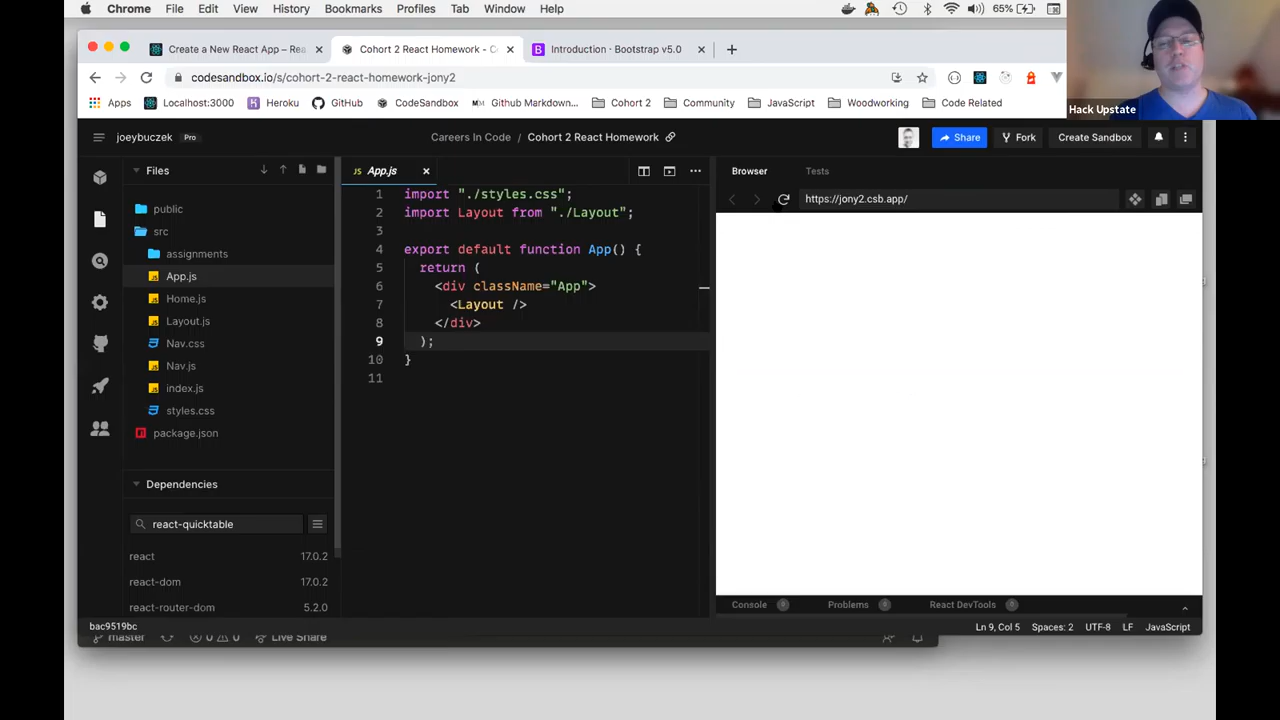 Chrome File Edit View History Bookmarks Profiles Tab Window Help 65%
Create a New React App – Rea Cohort 2 React Homework - C Introduction · Bootstrap v5.0
codesandbox.io/s/cohort-2-react-homework-jony2
Apps Localhost:3000 Heroku GitHub CodeSandbox Github Markdown... Cohort 2 Community JavaScript Woodworking Code Related
Hack Upstate
joeybuczek Pro Careers In Code / Cohort 2 React Homework Share Fork Create Sandbox
Files
public
src
assignments
App.js
Home.js
Layout.js
Nav.css
Nav.js
index.js
styles.css
package.json
Dependencies
react-quicktable
react 17.0.2
react-dom 17.0.2
react-router-dom 5.2.0
App.js
1 import "./styles.css";
2 import Layout from "./Layout";
3
4 export default function App() {
5 return (
6 <div className="App">
7 <Layout />
8 </div>
9 );
10 }
11
Browser Tests
https://jony2.csb.app/
Console 0 Problems 0 React DevTools 0
bac9519bc Ln 9, Col 5 Spaces: 2 UTF-8 LF JavaScript
master 0 0 Live Share